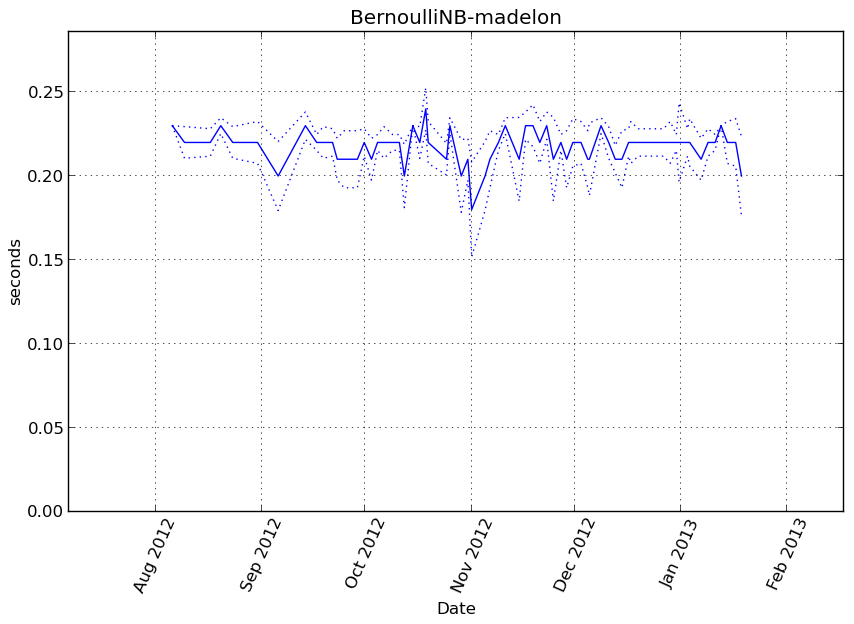 BernoulliNB-madelon
0.25
0.20
0.15
0.10
0.05
0.00
seconds
Aug 2012
Sep 2012
Oct 2012
Nov 2012
Dec 2012
Jan 2013
Feb 2013
Date